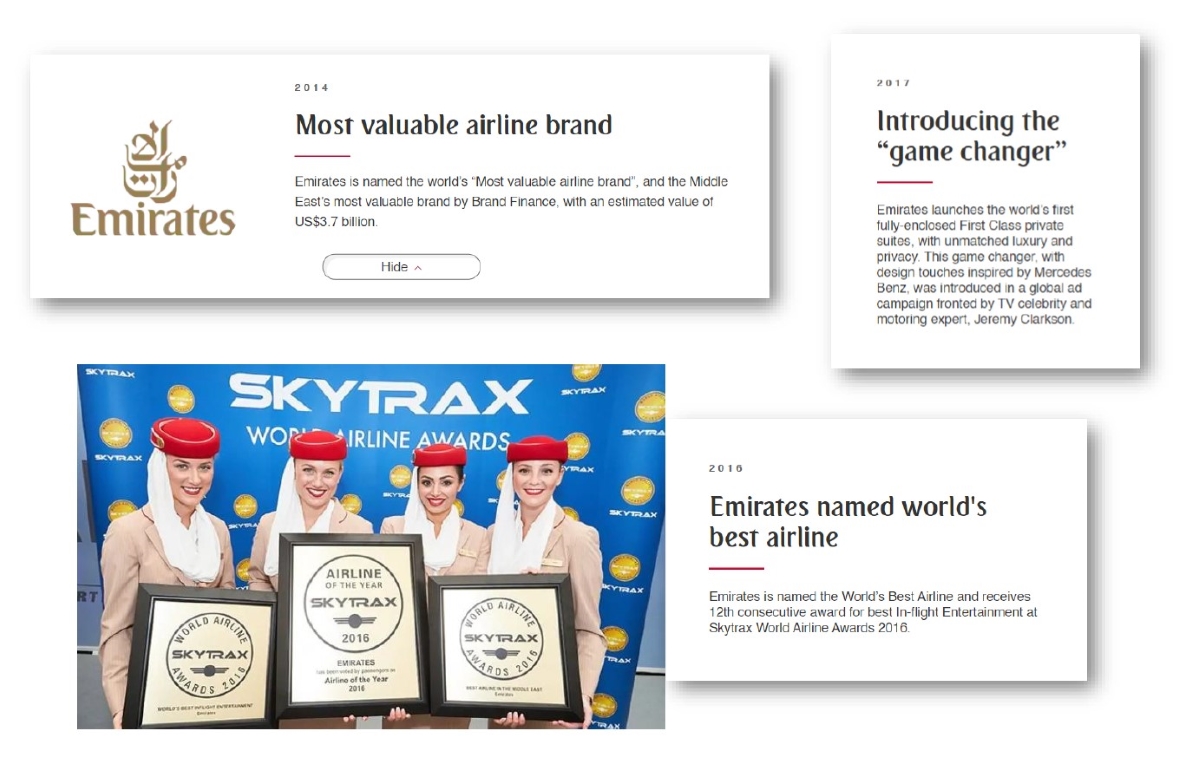 2014
Most valuable airline brand
Emirates is named the world's “Most valuable airline brand”, and the Middle
East's most valuable brand by Brand Finance, with an estimated value of
US$3.7 billion.
Hide
Emirates
2017
Introducing the
“game changer”
Emirates launches the world's first
fully-enclosed First Class private
suites, with unmatched luxury and
privacy. This game changer, with
design touches inspired by Mercedes
Benz, was introduced in a global ad
campaign fronted by TV celebrity and
motoring expert, Jeremy Clarkson.
SKYTRAX
SKYTRAX
SKYTRAX
WORLD AIRLINE AWARDS
SKYTRAX
SKYTRAX
SKYTRAX
SKYTRAX
WORLD AIRLINE
SKYTRAX
AWARDS 2016
WORLD'S BEST INFLIGHT ENTERTAINMENT
Emirates
AIRLINE
OF THE YEAR
SKYTRAX
2016
EMIRATES
has been voted by passengers as
Airline of the Year
2016
WORLD AIRLINE
SKYTRAX
AWARDS 2016
BEST AIRLINE IN THE MIDDLE EAST
Emirates
2016
Emirates named world's
best airline
Emirates is named the World's Best Airline and receives
12th consecutive award for best In-flight Entertainment at
Skytrax World Airline Awards 2016.